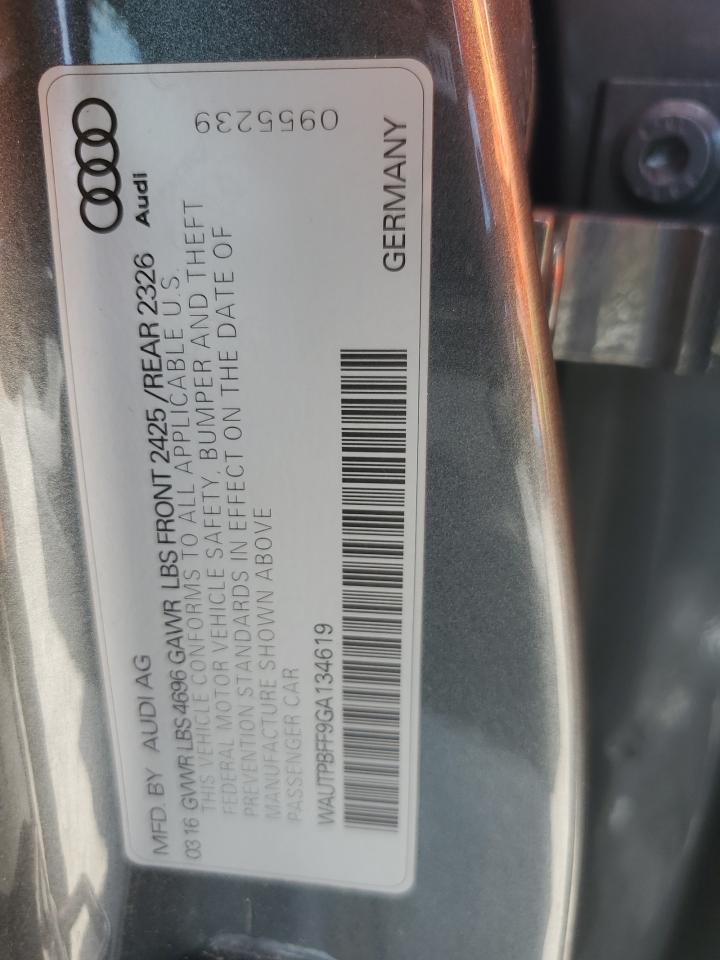 MFD. BY AUDI AG
0316 GVWR LBS 4696 GAWR LBS FRONT 2425 /REAR 2326
Audi
THIS VEHICLE CONFORMS TO ALL APPLICABLE U.S.
FEDERAL MOTOR VEHICLE SAFETY, BUMPER AND THEFT
PREVENTION STANDARDS IN EFFECT ON THE DATE OF
MANUFACTURE SHOWN ABOVE
PASSENGER CAR
WAUTPBFF9GA134619
GERMANY
0955239